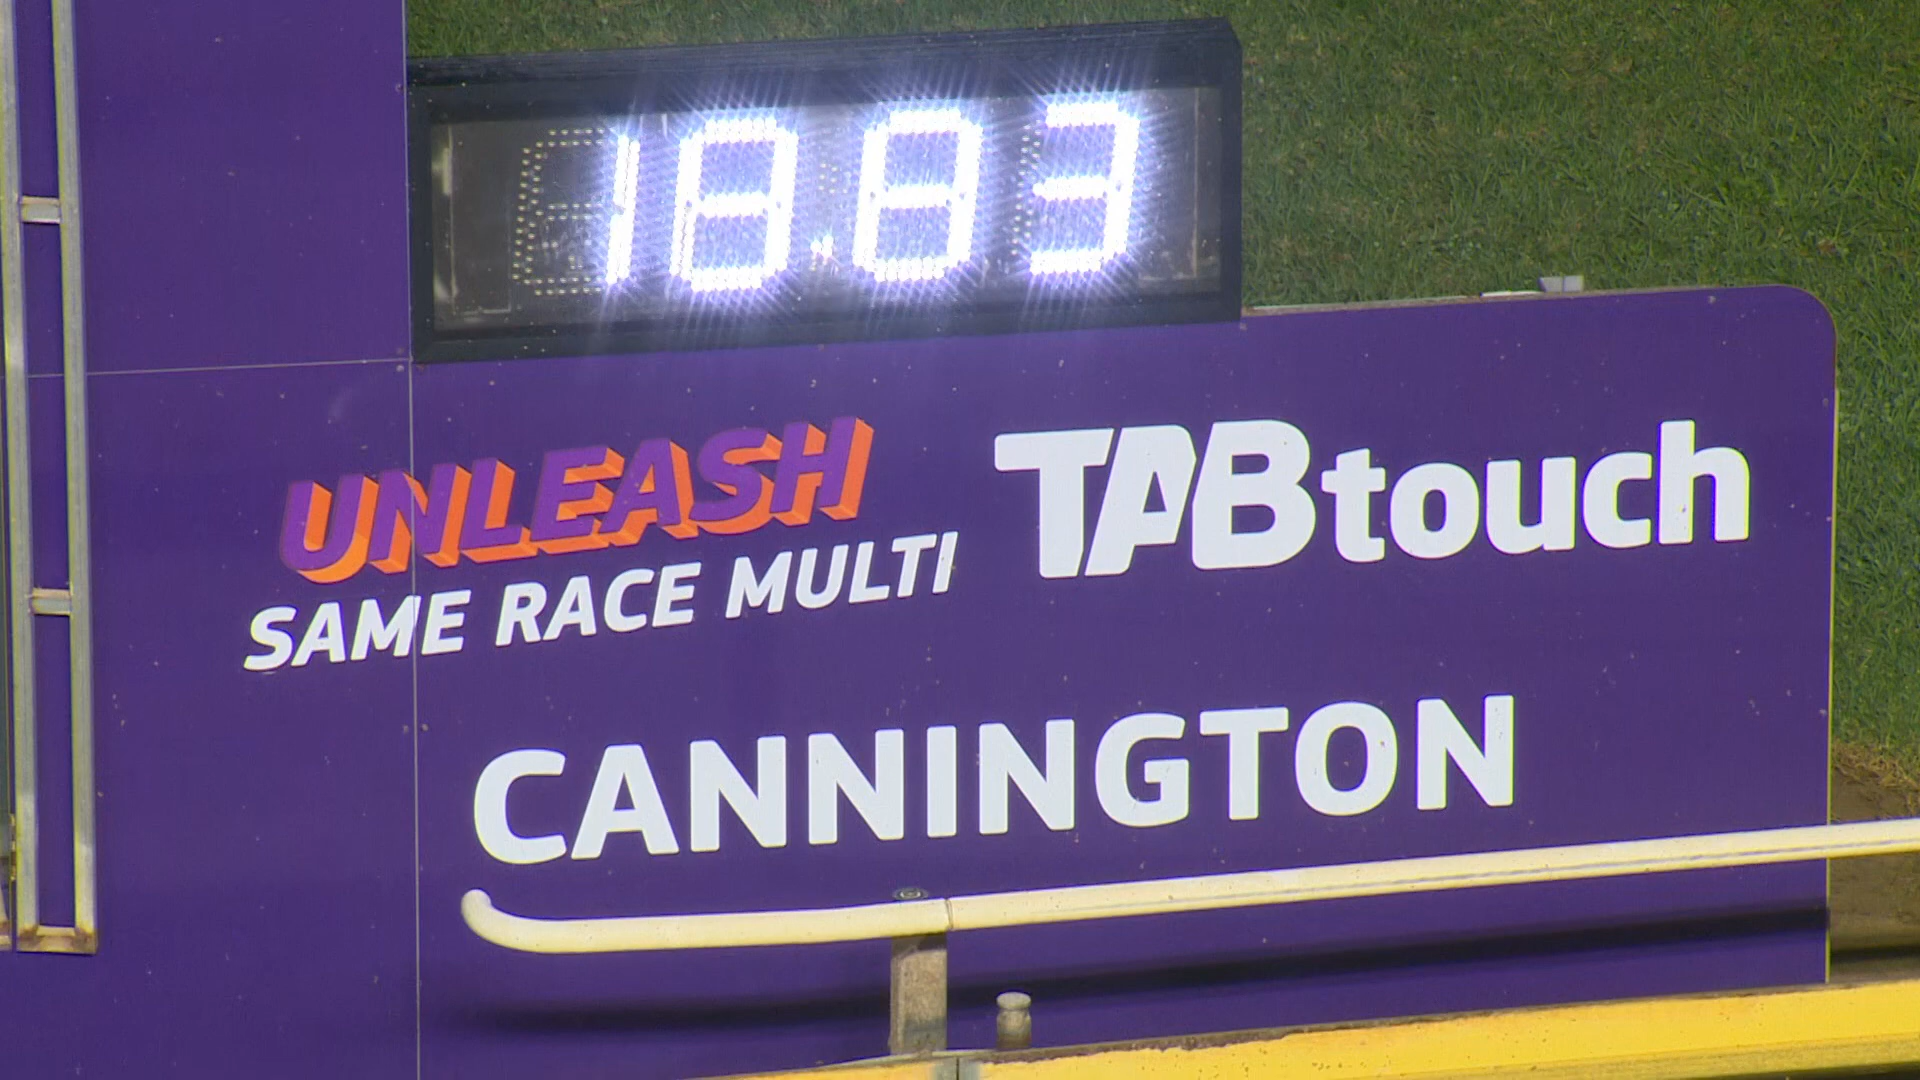 18.83
UNLEASH
SAME RACE MULTI
TABtouch
CANNINGTON